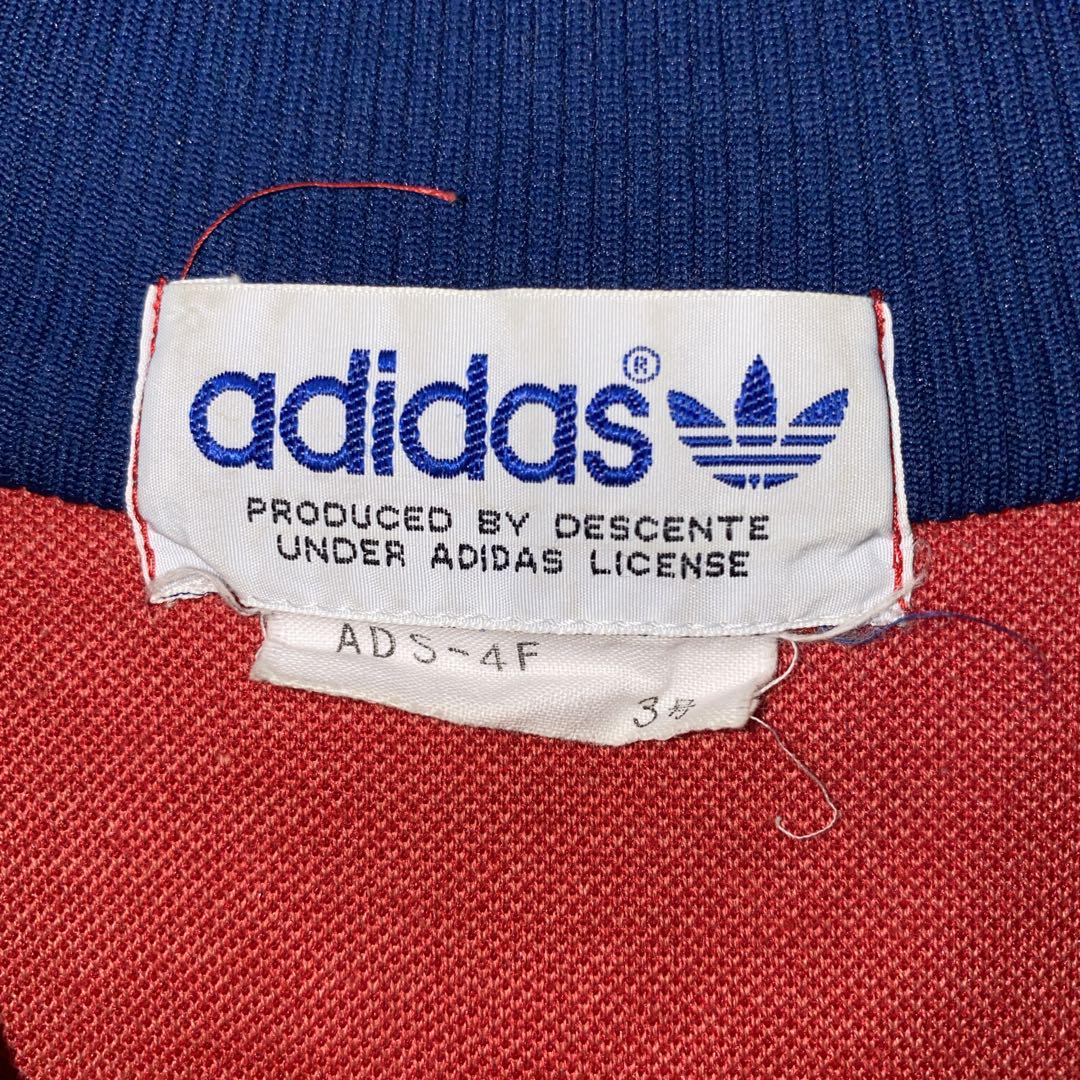 adidas®
PRODUCED BY DESCENTE
UNDER ADIDAS LICENSE
ADS-4F
3号